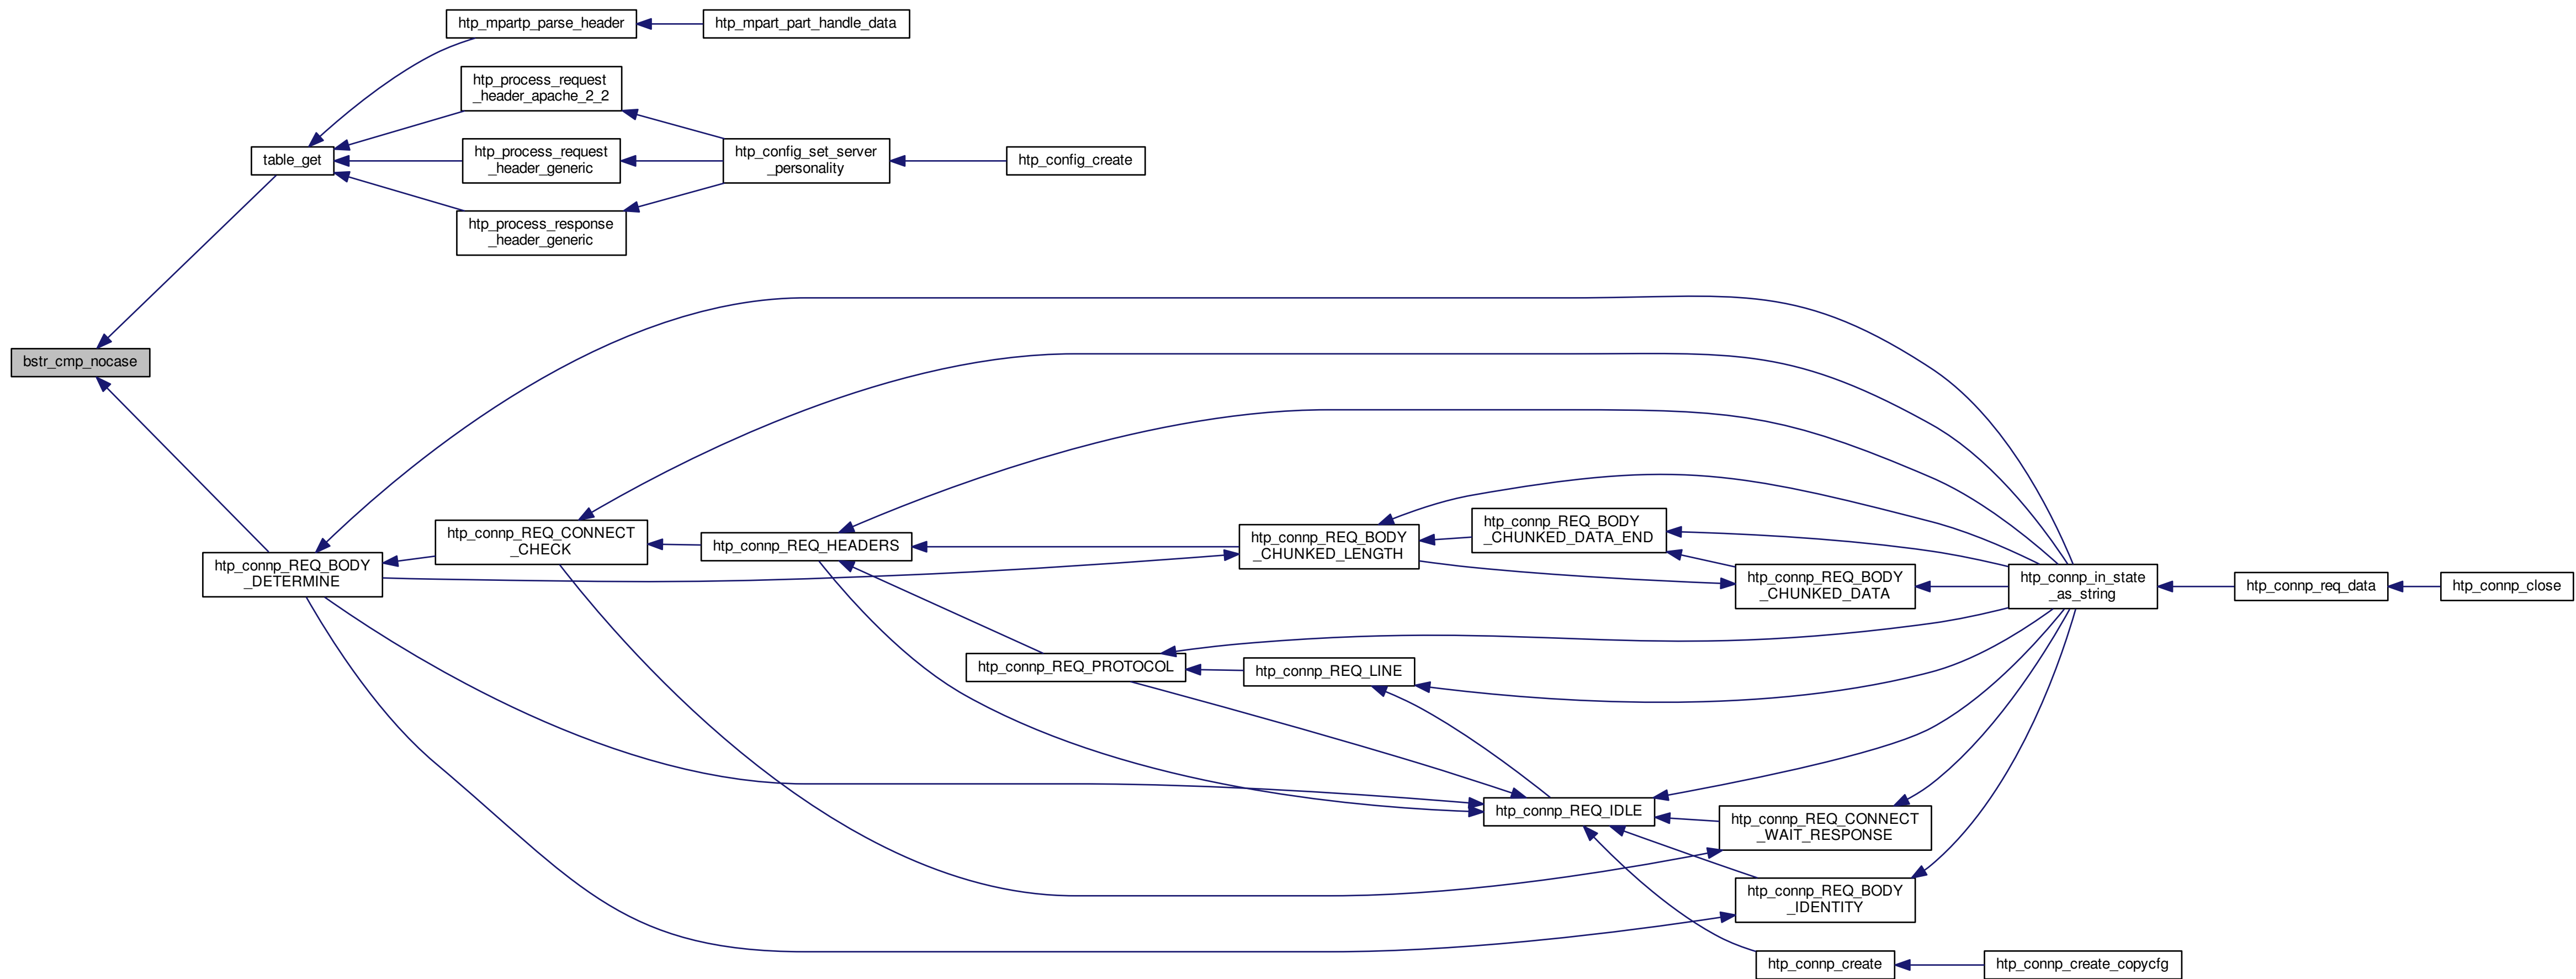 htp_mpartp_parse_header
htp_mpart_part_handle_data
htp_process_request
_header_apache_2_2
table_get
htp_process_request
_header_generic
htp_config_set_server
_personality
htp_config_create
htp_process_response
_header_generic
bstr_cmp_nocase
htp_connp_REQ_BODY
_DETERMINE
htp_connp_REQ_CONNECT
_CHECK
htp_connp_REQ_HEADERS
htp_connp_REQ_BODY
_CHUNKED_LENGTH
htp_connp_REQ_BODY
_CHUNKED_DATA_END
htp_connp_REQ_BODY
_CHUNKED_DATA
htp_connp_in_state
_as_string
htp_connp_req_data
htp_connp_close
htp_connp_REQ_PROTOCOL
htp_connp_REQ_LINE
htp_connp_REQ_IDLE
htp_connp_REQ_CONNECT
_WAIT_RESPONSE
htp_connp_REQ_BODY
_IDENTITY
htp_connp_create
htp_connp_create_copycfg